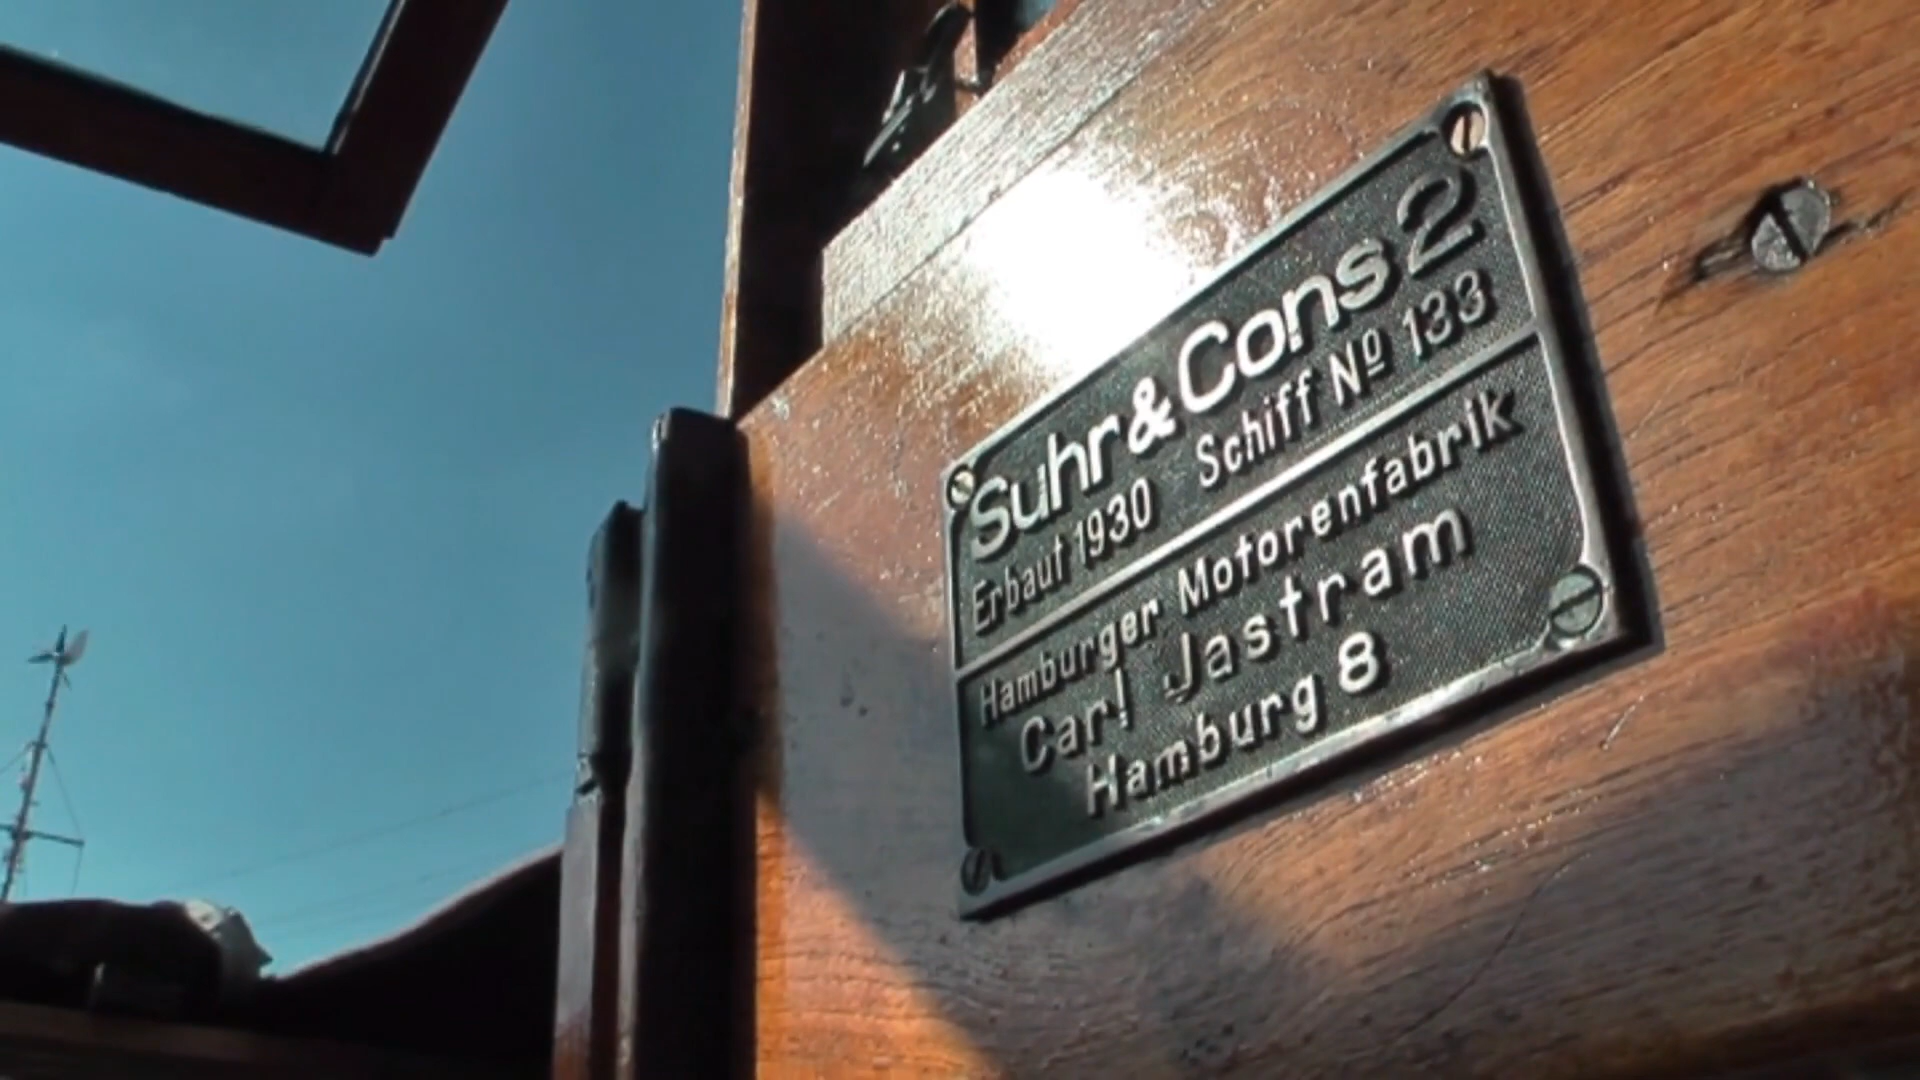 Suhr & Cons 2
Erbaut 1930 Schiff Nº 133
Hamburger Motorenfabrik
Carl Jastram
Hamburg 8